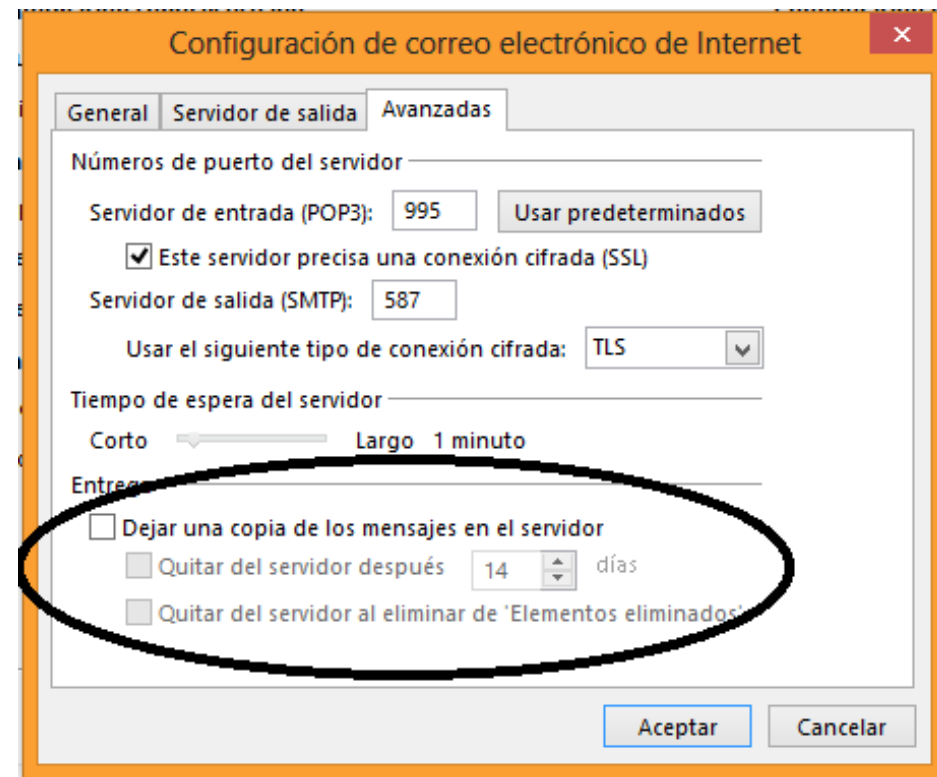 Configuración de correo electrónico de Internet
General Servidor de salida Avanzadas
Números de puerto del servidor
Servidor de entrada (POP3): 995 Usar predeterminados
Este servidor precisa una conexión cifrada (SSL)
Servidor de salida (SMTP): 587
Usar el siguiente tipo de conexión cifrada: TLS
Tiempo de espera del servidor
Corto Largo 1 minuto
Entrega
Dejar una copia de los mensajes en el servidor
Quitar del servidor después 14 días
Quitar del servidor al eliminar de 'Elementos eliminados'
Aceptar Cancelar